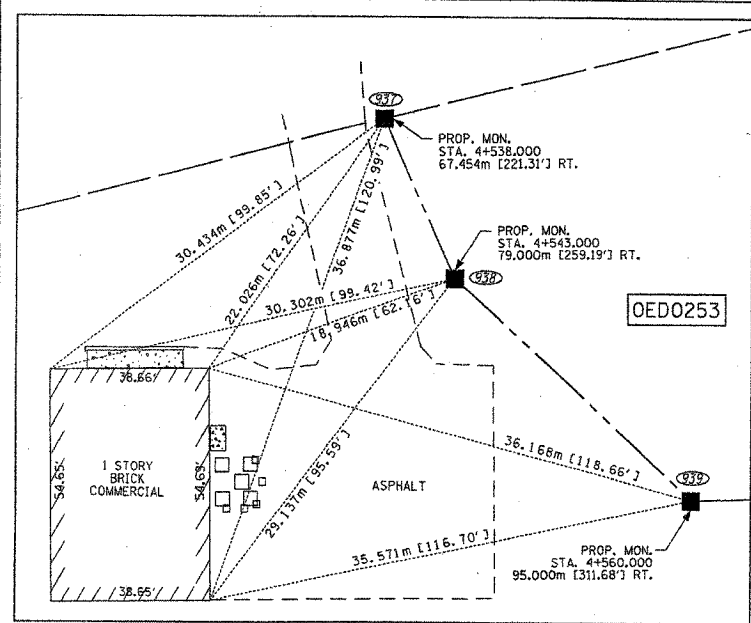 937
PROP. MON.
STA. 4+538.000
67.454m [221.31'] RT.
30.434m [99.85']
22.026m [72.26']
36.877m [120.99']
PROP. MON.
STA. 4+543.000
79.000m [259.19'] RT.
938
30.302m [99.42']
18.946m [62.16']
OED0253
38.66'
36.168m [118.66']
54.65'
1 STORY
BRICK
COMMERCIAL
54.69'
29.137m [95.59']
ASPHALT
939
35.571m [116.70']
PROP. MON.
STA. 4+560.000
95.000m [311.68'] RT.
38.65'